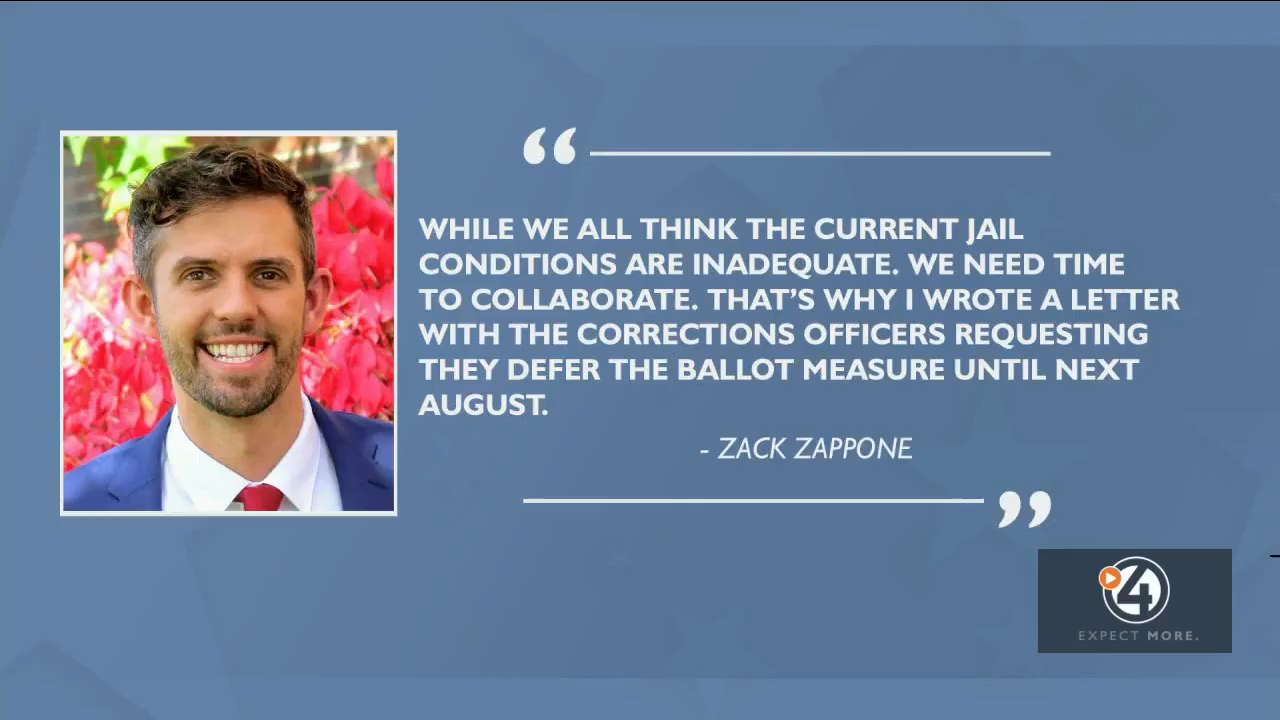 “
WHILE WE ALL THINK THE CURRENT JAIL
CONDITIONS ARE INADEQUATE. WE NEED TIME
TO COLLABORATE. THAT’S WHY I WROTE A LETTER
WITH THE CORRECTIONS OFFICERS REQUESTING
THEY DEFER THE BALLOT MEASURE UNTIL NEXT
AUGUST.
- ZACK ZAPPONE
”
4
EXPECT MORE.